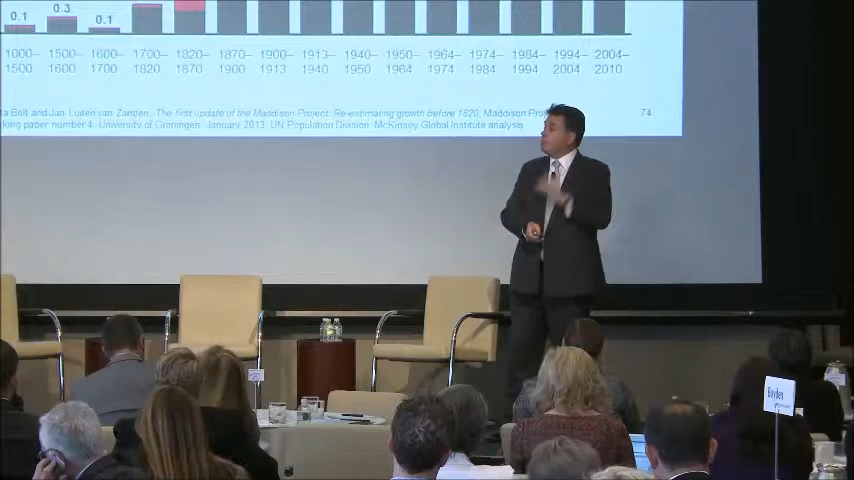 0.1
0.3
0.1
1000– 1500– 1600– 1700– 1820– 1870– 1900– 1913– 1940– 1950– 1964– 1974– 1984– 1994– 2004–
1500 1600 1700 1820 1870 1900 1913 1940 1950 1964 1974 1984 1994 2004 2010
Bolt and Jan Luiten van Zanden, The first update of the Maddison Project: Re-estimating growth before 1820, Maddison
74
paper number 4, University of Groningen, January 2013; UN Population Division; McKinsey Global Institute analysis
Boyden